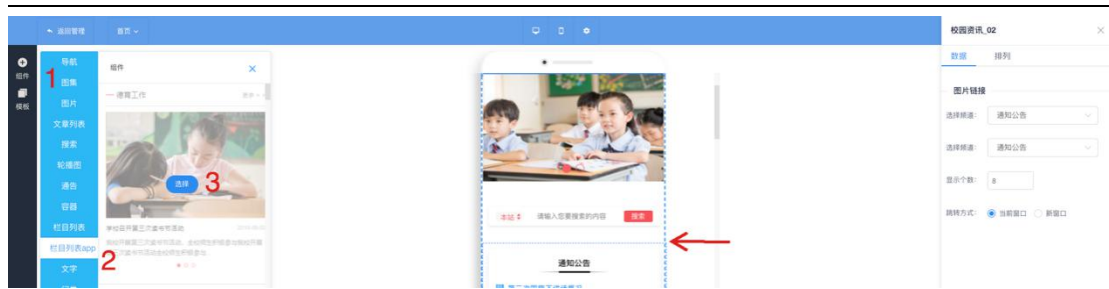 返回管理
首页
校园资讯_02
组件
模板
1
导航
图集
图片
文章列表
搜索
轮播图
通告
容器
栏目列表
栏目列表app
文字
2
组件
德育工作
选择
3
本站
请输入您要搜索的内容
搜索
通知公告
数据
排列
图片链接
选择频道：
通知公告
选择频道：
通知公告
显示个数：
8
跳转方式：
当前窗口
新窗口